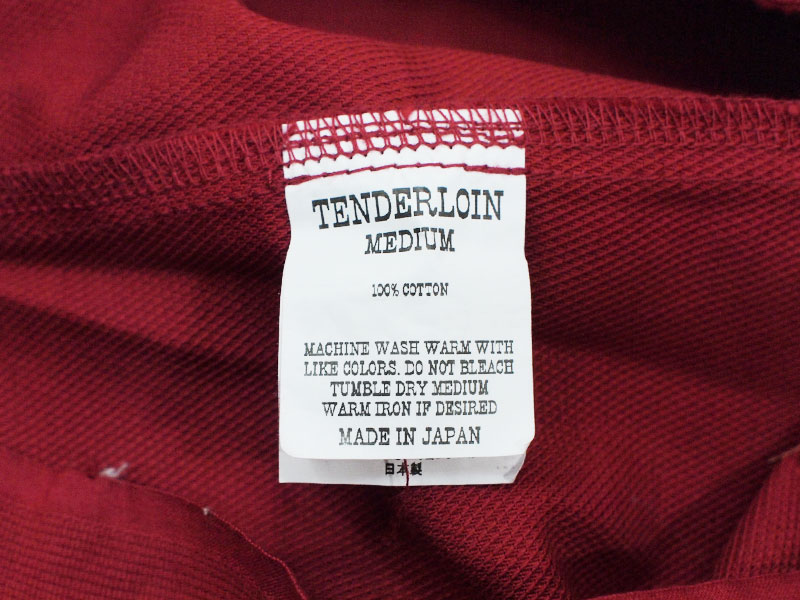 TENDERLOIN
MEDIUM
100% COTTON
MACHINE WASH WARM WITH
LIKE COLORS. DO NOT BLEACH
TUMBLE DRY MEDIUM
WARM IRON IF DESIRED
MADE IN JAPAN
日本製